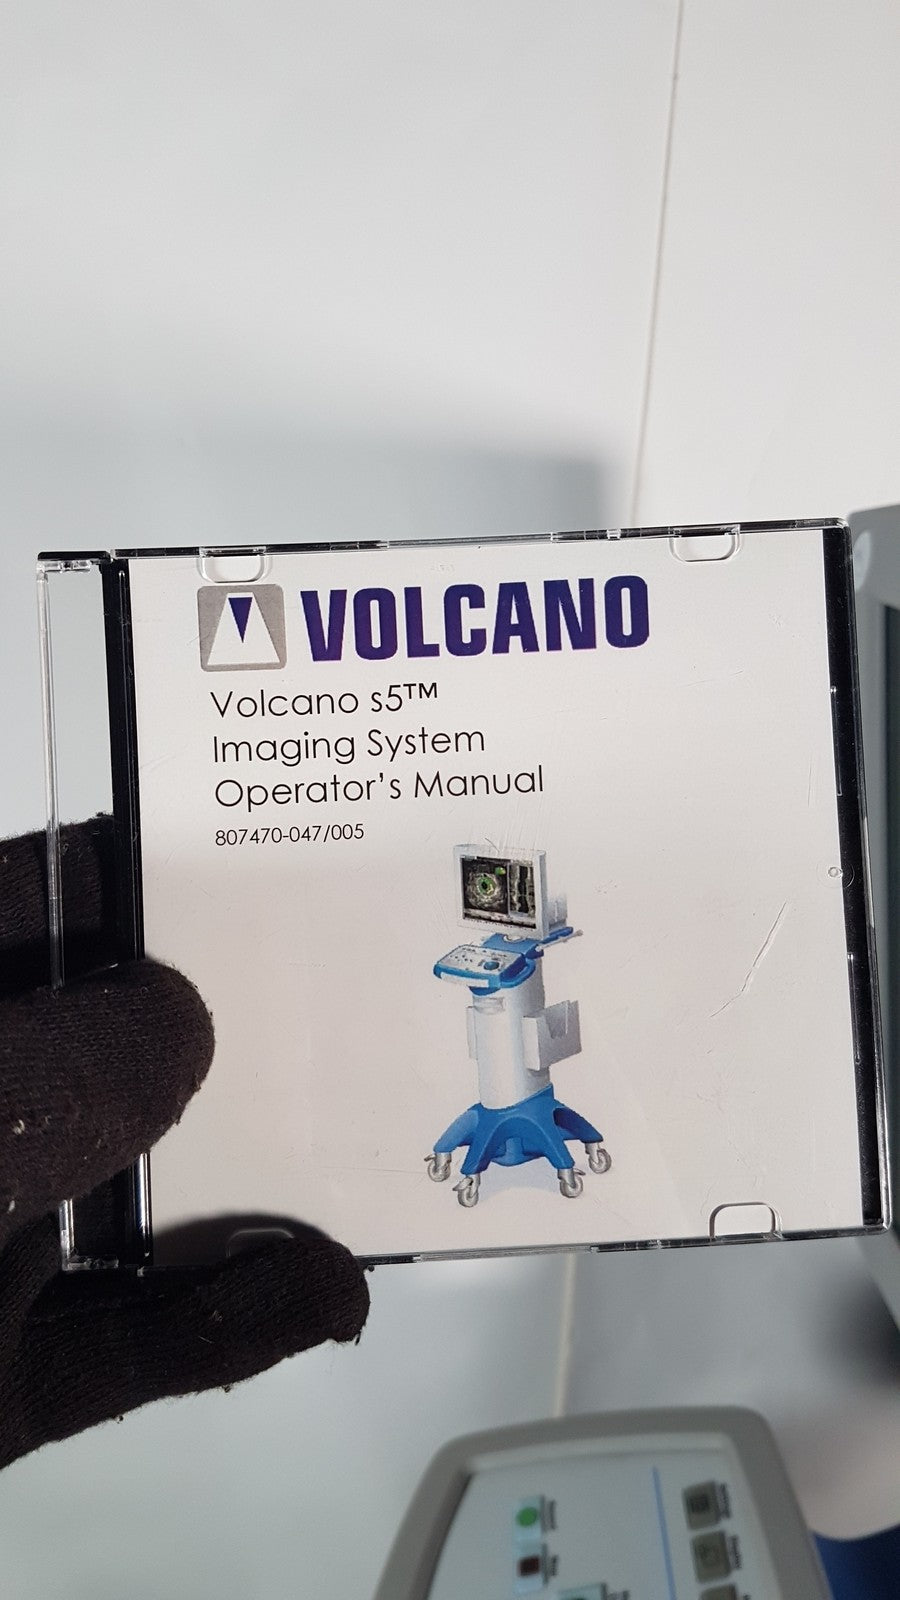 VOLCANO
Volcano s5™
Imaging System
Operator's Manual
807470-047/005